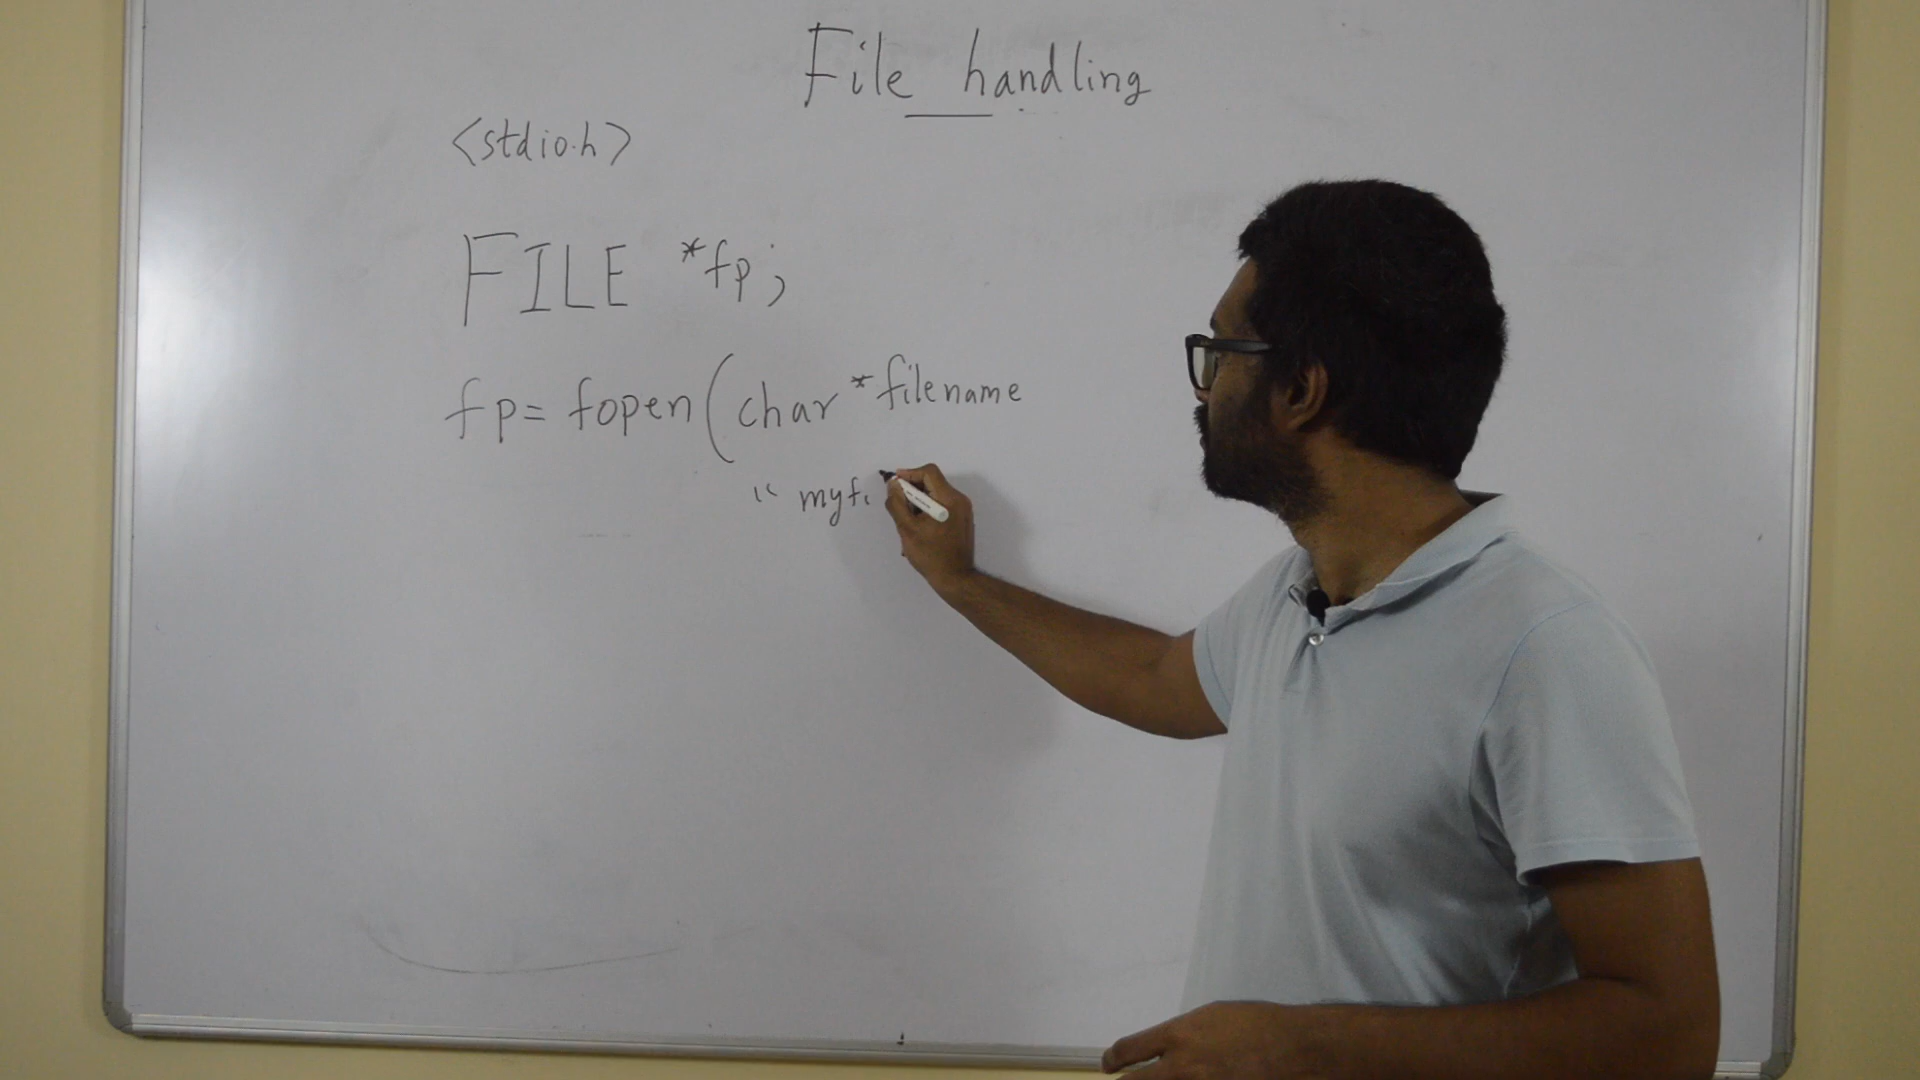 File handling
<stdio.h>
FILE *fp;
fp= fopen(char *filename
" myfi